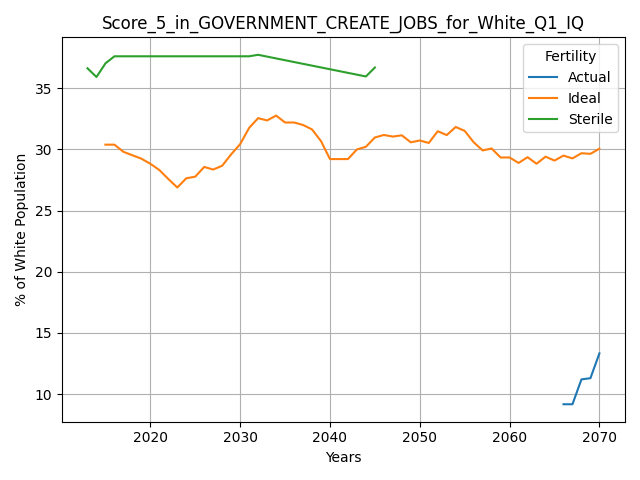 Score_5_in_GOVERNMENT_CREATE_JOBS_for_White_Q1_IQ
Fertility
Actual
Ideal
Sterile
% of White Population
35
30
25
20
15
10
2020 2030 2040 2050 2060 2070
Years